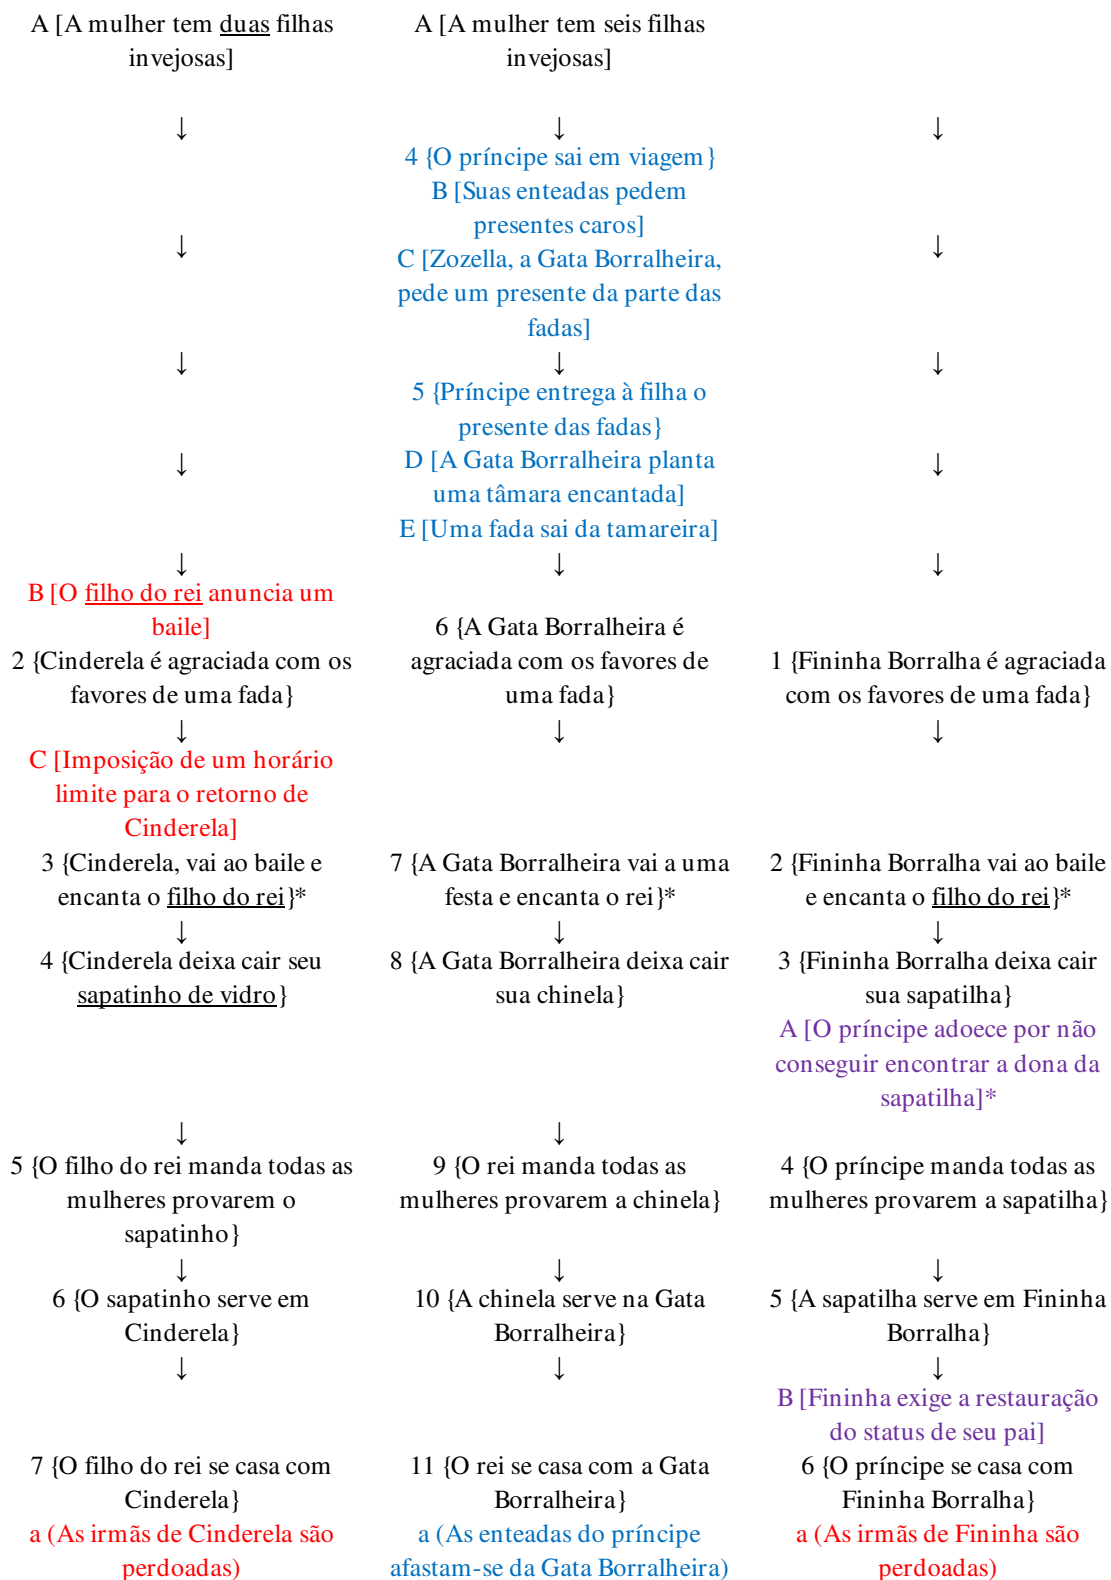 A [A mulher tem duas filhas
invejosas]
A [A mulher tem seis filhas
invejosas]
↓ ↓ ↓
4 {O príncipe sai em viagem}
B [Suas enteadas pedem
presentes caros]
↓ ↓
C [Zozella, a Gata Borralheira,
pede um presente da parte das
fadas]
↓ ↓ ↓
5 {Príncipe entrega à filha o
presente das fadas}
↓ ↓
D [A Gata Borralheira planta
uma tâmara encantada]
E [Uma fada sai da tamareira]
↓ ↓ ↓
B [O filho do rei anuncia um
baile]
2 {Cinderela é agraciada com os
favores de uma fada}
6 {A Gata Borralheira é
agraciada com os favores de
uma fada}
1 {Fininha Borralha é agraciada
com os favores de uma fada}
↓ ↓ ↓
C [Imposição de um horário
limite para o retorno de
Cinderela]
3 {Cinderela, vai ao baile e
encanta o filho do rei}*
7 {A Gata Borralheira vai a uma
festa e encanta o rei}*
2 {Fininha Borralha vai ao baile
e encanta o filho do rei}*
↓ ↓ ↓
4 {Cinderela deixa cair seu
sapatinho de vidro}
8 {A Gata Borralheira deixa cair
sua chinela}
3 {Fininha Borralha deixa cair
sua sapatilha}
A [O príncipe adoece por não
conseguir encontrar a dona da
sapatilha]*
↓ ↓
5 {O filho do rei manda todas as
mulheres provarem o
sapatinho}
9 {O rei manda todas as
mulheres provarem a chinela}
4 {O príncipe manda todas as
mulheres provarem a sapatilha}
↓ ↓ ↓
6 {O sapatinho serve em
Cinderela}
10 {A chinela serve na Gata
Borralheira}
5 {A sapatilha serve em Fininha
Borralha}
↓ ↓ ↓
B [Fininha exige a restauração
do status de seu pai]
7 {O filho do rei se casa com
Cinderela}
a (As irmãs de Cinderela são
perdoadas)
11 {O rei se casa com a Gata
Borralheira}
a (As enteadas do príncipe
afastam-se da Gata Borralheira)
6 {O príncipe se casa com
Fininha Borralha}
a (As irmãs de Fininha são
perdoadas)